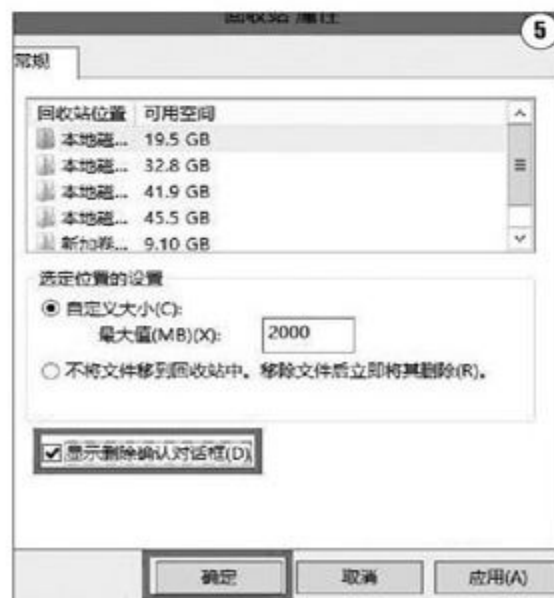 回收站 属性
5
常规
回收站位置 可用空间
本地磁... 19.5 GB
本地磁... 32.8 GB
本地磁... 41.9 GB
本地磁... 45.5 GB
新加卷... 9.10 GB
选定位置的设置
自定义大小(C):
最大值(MB)(X): 2000
不将文件移到回收站中。移除文件后立即将其删除(R)。
显示删除确认对话框(D)
确定 取消 应用(A)